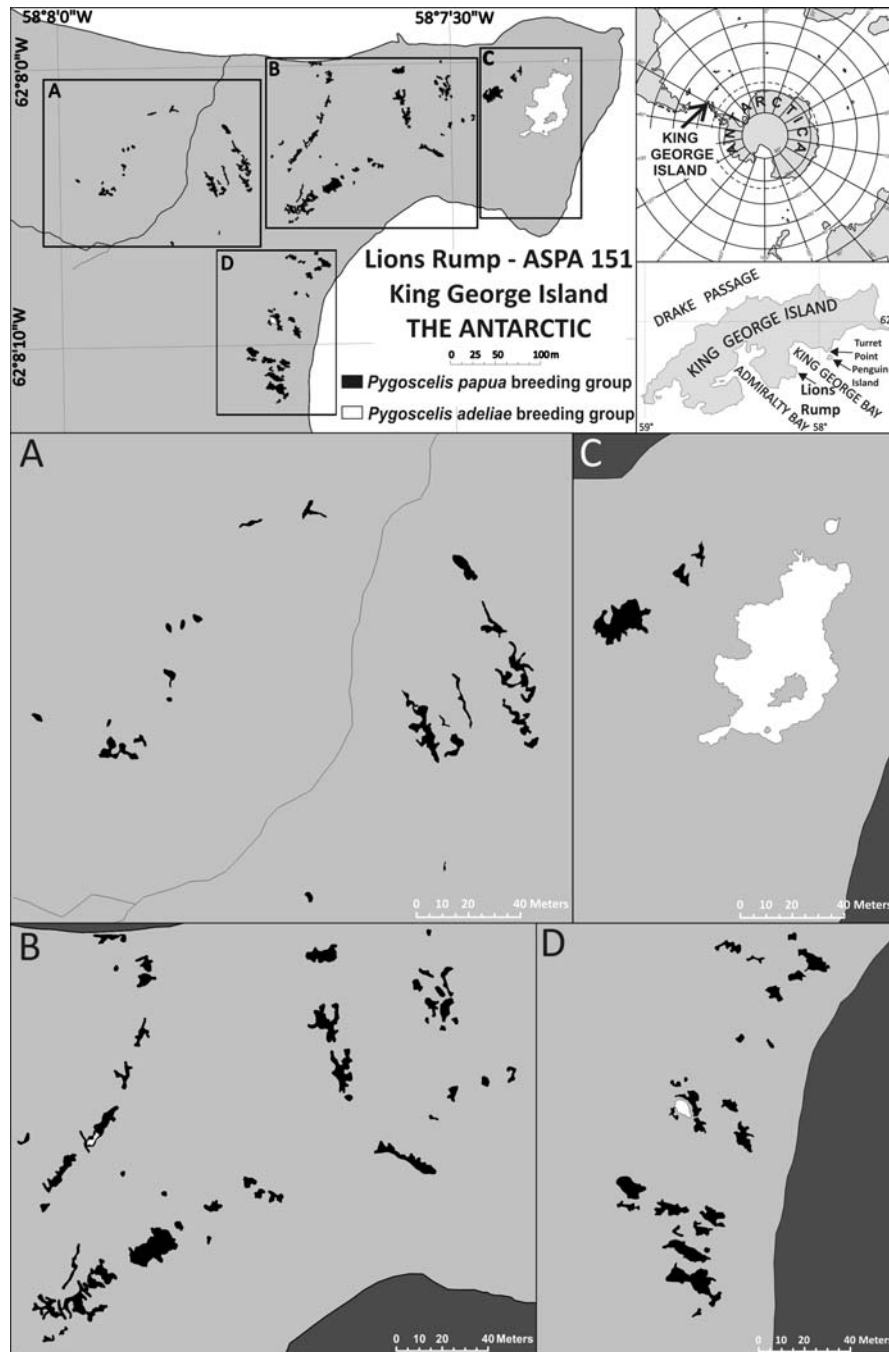 58°8'0"W
58°7'30"W
62°8'0"W
62°8'10"W
A
B
C
D
Lions Rump - ASPA 151
King George Island
THE ANTARCTIC
0 25 50 100m
Pygoscelis papua breeding group
Pygoscelis adeliae breeding group
ANTARCTICA
KING
GEORGE
ISLAND
DRAKE PASSAGE
KING GEORGE ISLAND
ADMIRALTY BAY
KING GEORGE BAY
Turret
Point
Penguin
Island
Lions
Rump
62
59°
58°
A
0 10 20 40 Meters
C
0 10 20 40 Meters
B
0 10 20 40 Meters
D
0 10 20 40 Meters